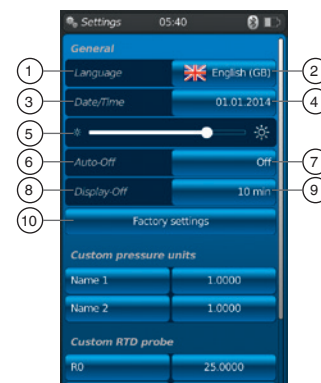 Settings 05:40
General
1 Language English (GB) 2
3 Date/Time 01.01.2014 4
5
6 Auto-Off Off 7
8 Display-Off 10 min 9
10 Factory settings
Custom pressure units
Name 1 1.0000
Name 2 1.0000
Custom RTD probe
R0 25.0000